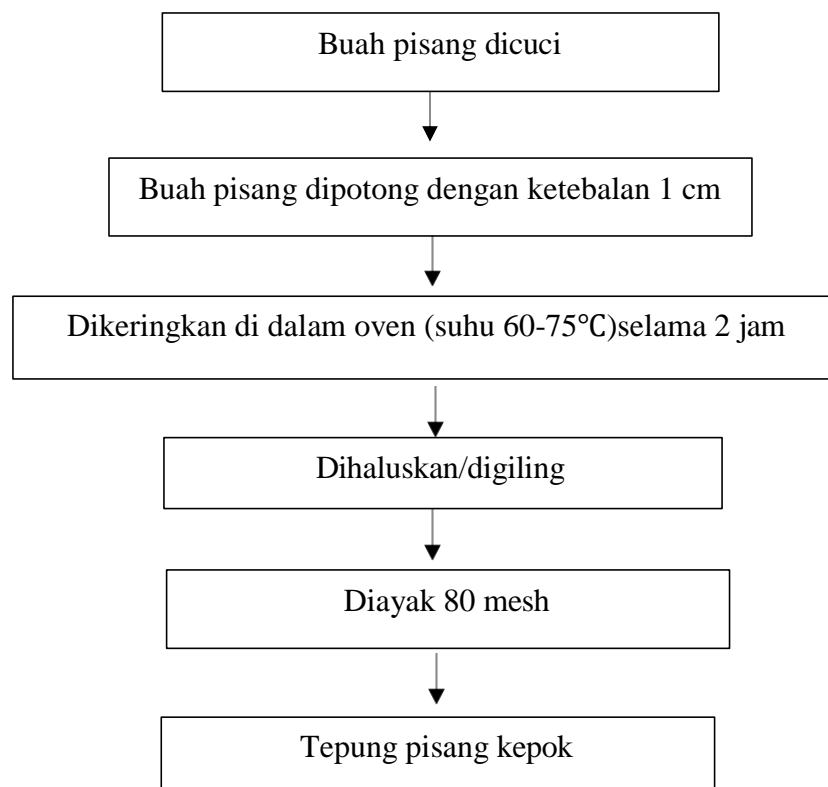 Buah pisang dicuci
Buah pisang dipotong dengan ketebalan 1 cm
Dikeringkan di dalam oven (suhu 60-75℃)selama 2 jam
Dihaluskan/digiling
Diayak 80 mesh
Tepung pisang kepok